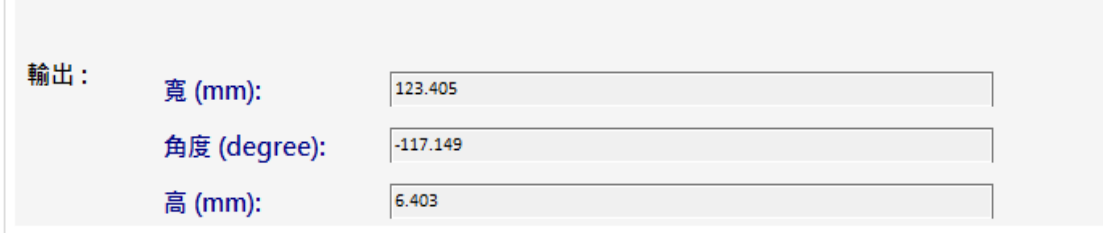 輸出 :
寬 (mm): 123.405
角度 (degree): -117.149
高 (mm): 6.403